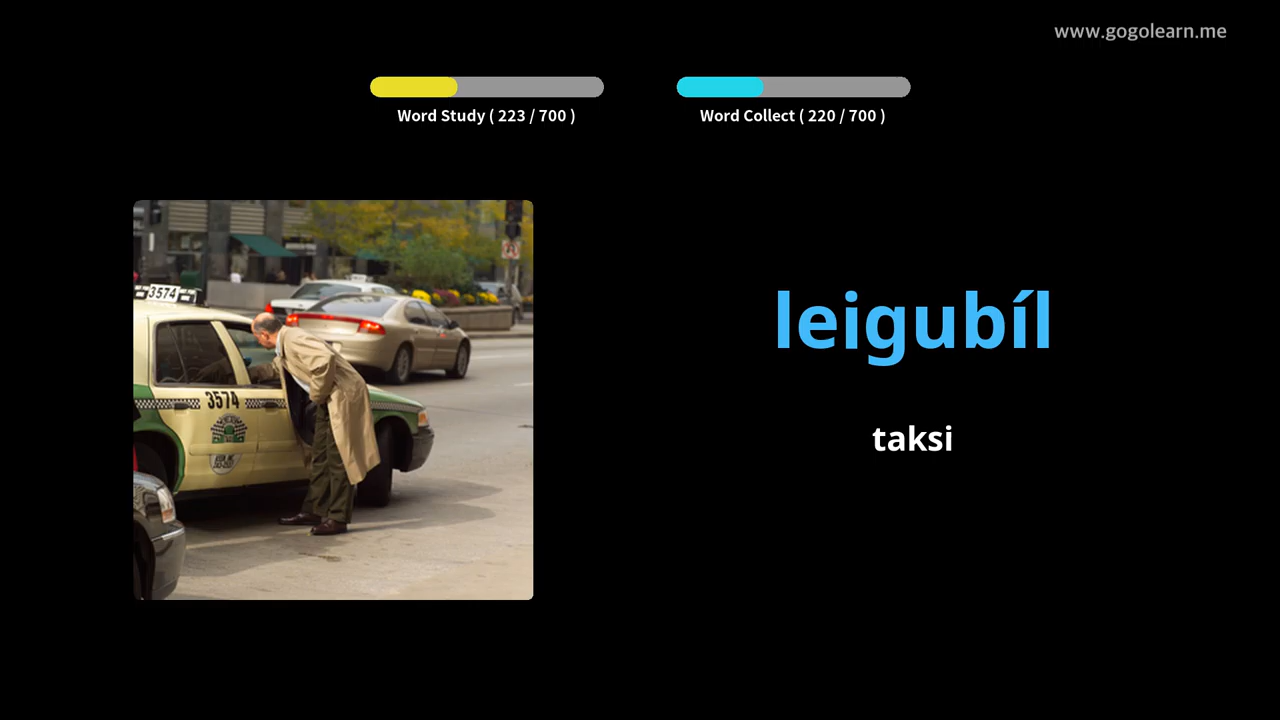 www.gogolearn.me
Word Study ( 223 / 700 )
Word Collect ( 220 / 700 )
leigubíl
taksi
3574
3574